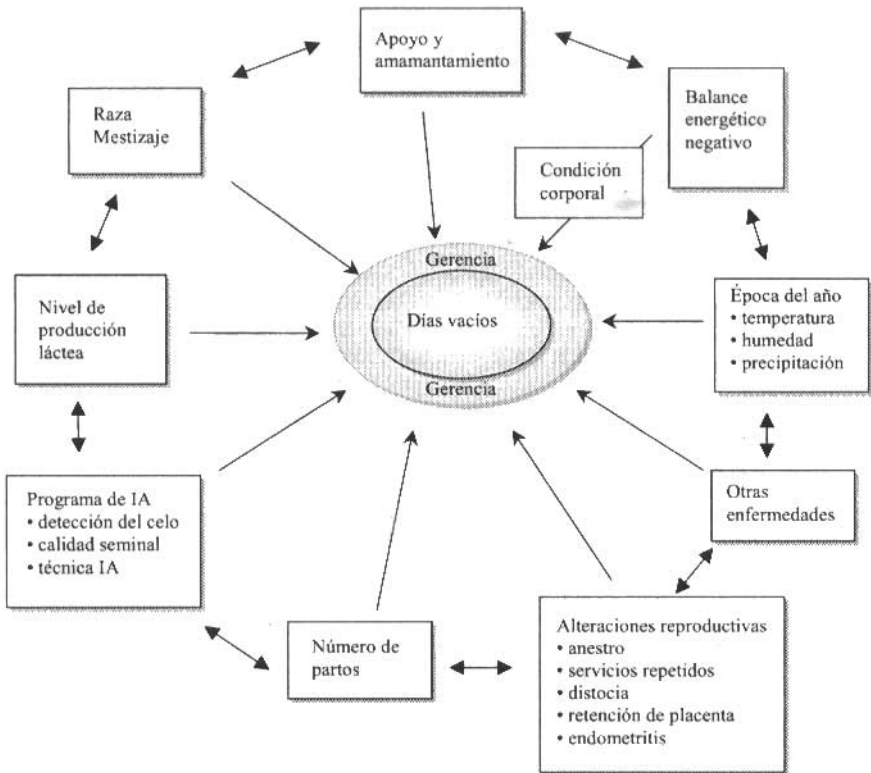 Apoyo y
amamantamiento
Raza
Mestizaje
Balance
energético
negativo
Condición
corporal
Gerencia
Días vacíos
Gerencia
Nivel de
producción
láctea
Época del año
• temperatura
• humedad
• precipitación
Programa de IA
• detección del celo
• calidad seminal
• técnica IA
Otras
enfermedades
Número de
partos
Alteraciones reproductivas
• anestro
• servicios repetidos
• distocia
• retención de placenta
• endometritis